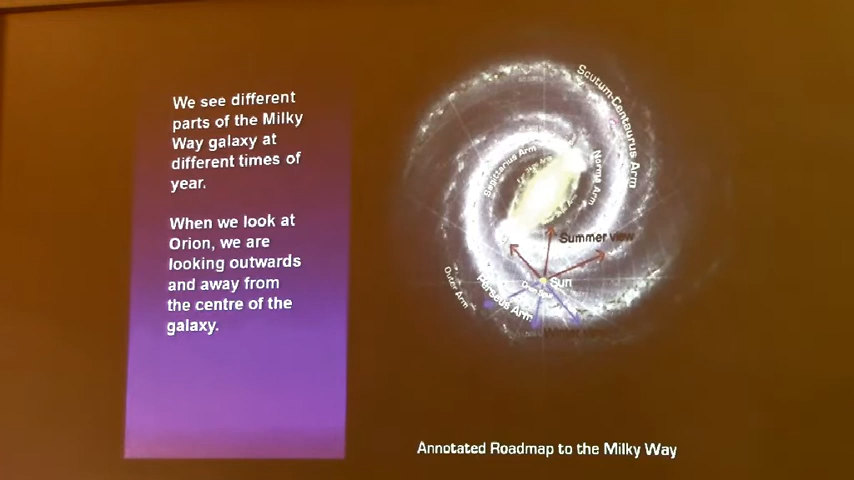 We see different
parts of the Milky
Way galaxy at
different times of
year.
When we look at
Orion, we are
looking outwards
and away from
the centre of the
galaxy.
Scutum-Centaurus Arm
Sagittarius Arm
Norma Arm
Summer view
Sun
Outer Arm
Perseus Arm
Annotated Roadmap to the Milky Way